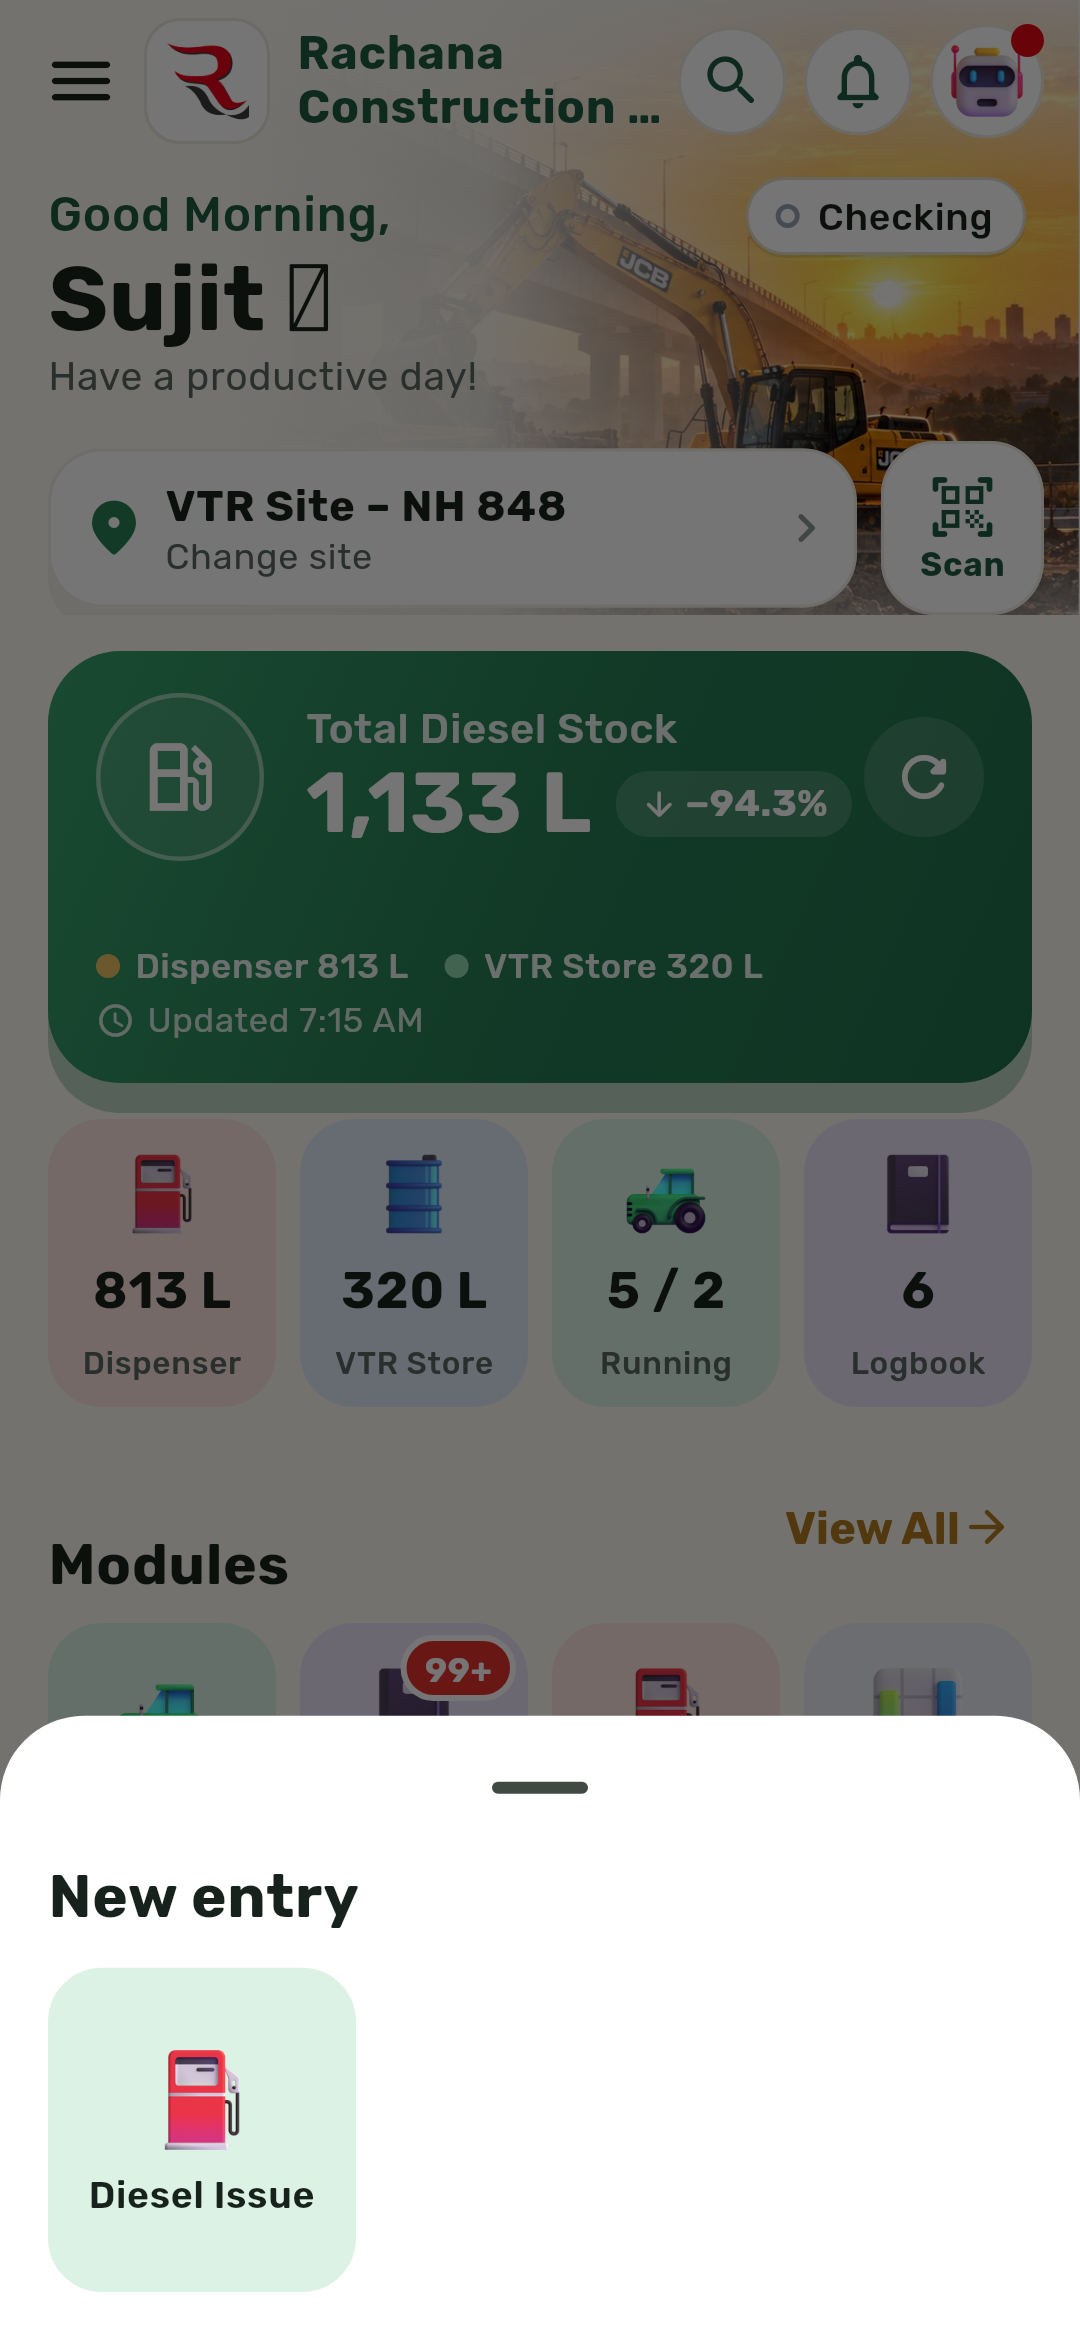 Rachana
Construction ...
Good Morning,
Checking
Sujit
Have a productive day!
JCB
VTR Site – NH 848
Change site
Scan
Total Diesel Stock
1,133 L
−94.3%
Dispenser 813 L
VTR Store 320 L
Updated 7:15 AM
813 L
320 L
5 / 2
6
Dispenser
VTR Store
Running
Logbook
View All
Modules
99+
New entry
Diesel Issue